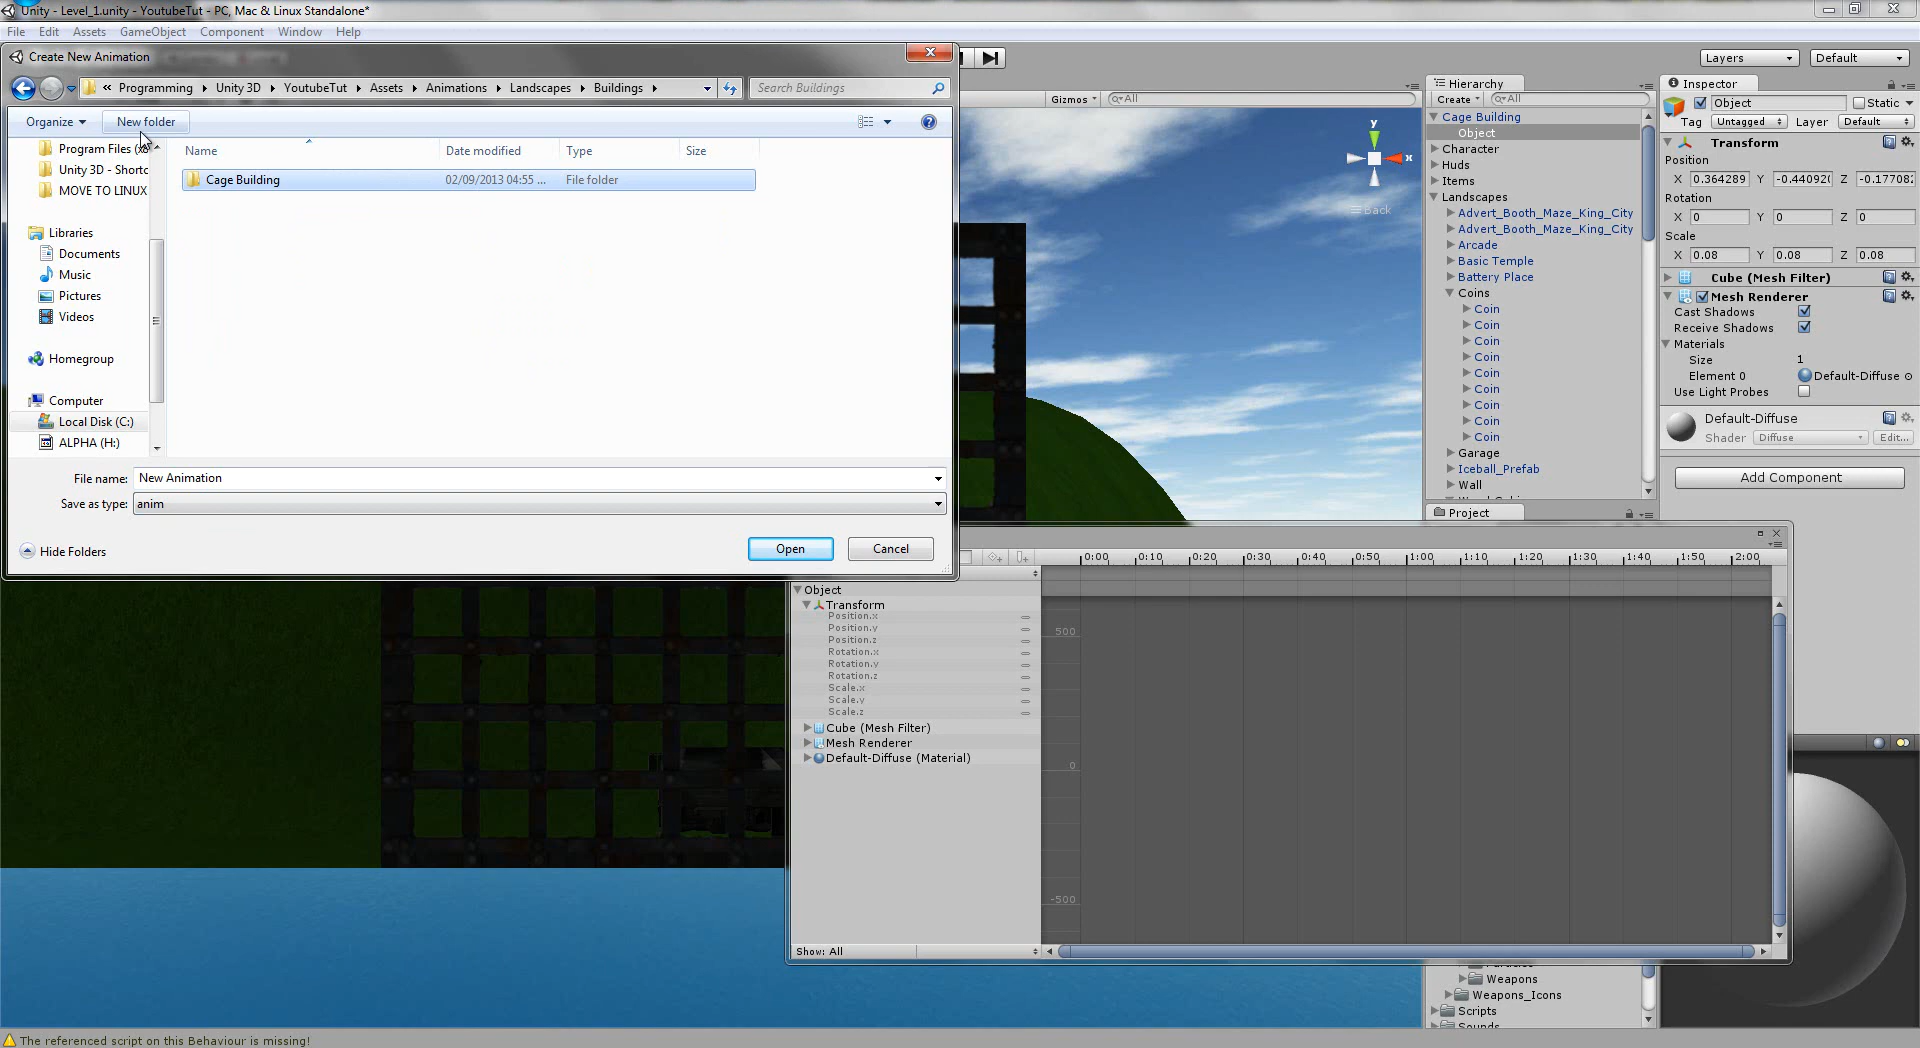 Unity - Level_1.unity - YoutubeTut - PC, Mac & Linux Standalone*
File Edit Assets GameObject Component Window Help
Create New Animation
« Programming Unity 3D YoutubeTut Assets Animations Landscapes Buildings
Search Buildings
Organize New folder
Name Date modified Type Size
Cage Building 02/09/2013 04:55 ... File folder
Program Files (x
Unity 3D - Shortc
MOVE TO LINUX
Libraries
Documents
Music
Pictures
Videos
Homegroup
Computer
Local Disk (C:)
ALPHA (H:)
File name: New Animation
Save as type: anim
Hide Folders
Open Cancel
Layers Default
Gizmos All
Back
Hierarchy
Create All
Cage Building
Object
Character
Huds
Items
Landscapes
Advert_Booth_Maze_King_City
Advert_Booth_Maze_King_City
Arcade
Basic Temple
Battery Place
Coins
Coin
Coin
Coin
Coin
Coin
Coin
Coin
Coin
Coin
Garage
Iceball_Prefab
Wall
Project
Inspector
Object Static
Tag Untagged Layer Default
Transform
Position
X 0.364289 Y -0.44092( Z -0.17708:
Rotation
X 0 Y 0 Z 0
Scale
X 0.08 Y 0.08 Z 0.08
Cube (Mesh Filter)
Mesh Renderer
Cast Shadows
Receive Shadows
Materials
Size 1
Element 0 Default-Diffuse
Use Light Probes
Default-Diffuse
Shader Diffuse Edit...
Add Component
0:00 0:10 0:20 0:30 0:40 0:50 1:00 1:10 1:20 1:30 1:40 1:50 2:00
Object
Transform
Position.x
Position.y
Position.z
Rotation.x
Rotation.y
Rotation.z
Scale.x
Scale.y
Scale.z
Cube (Mesh Filter)
Mesh Renderer
Default-Diffuse (Material)
500
0
-500
Show: All
Weapons
Weapons_Icons
Scripts
Sounds
The referenced script on this Behaviour is missing!